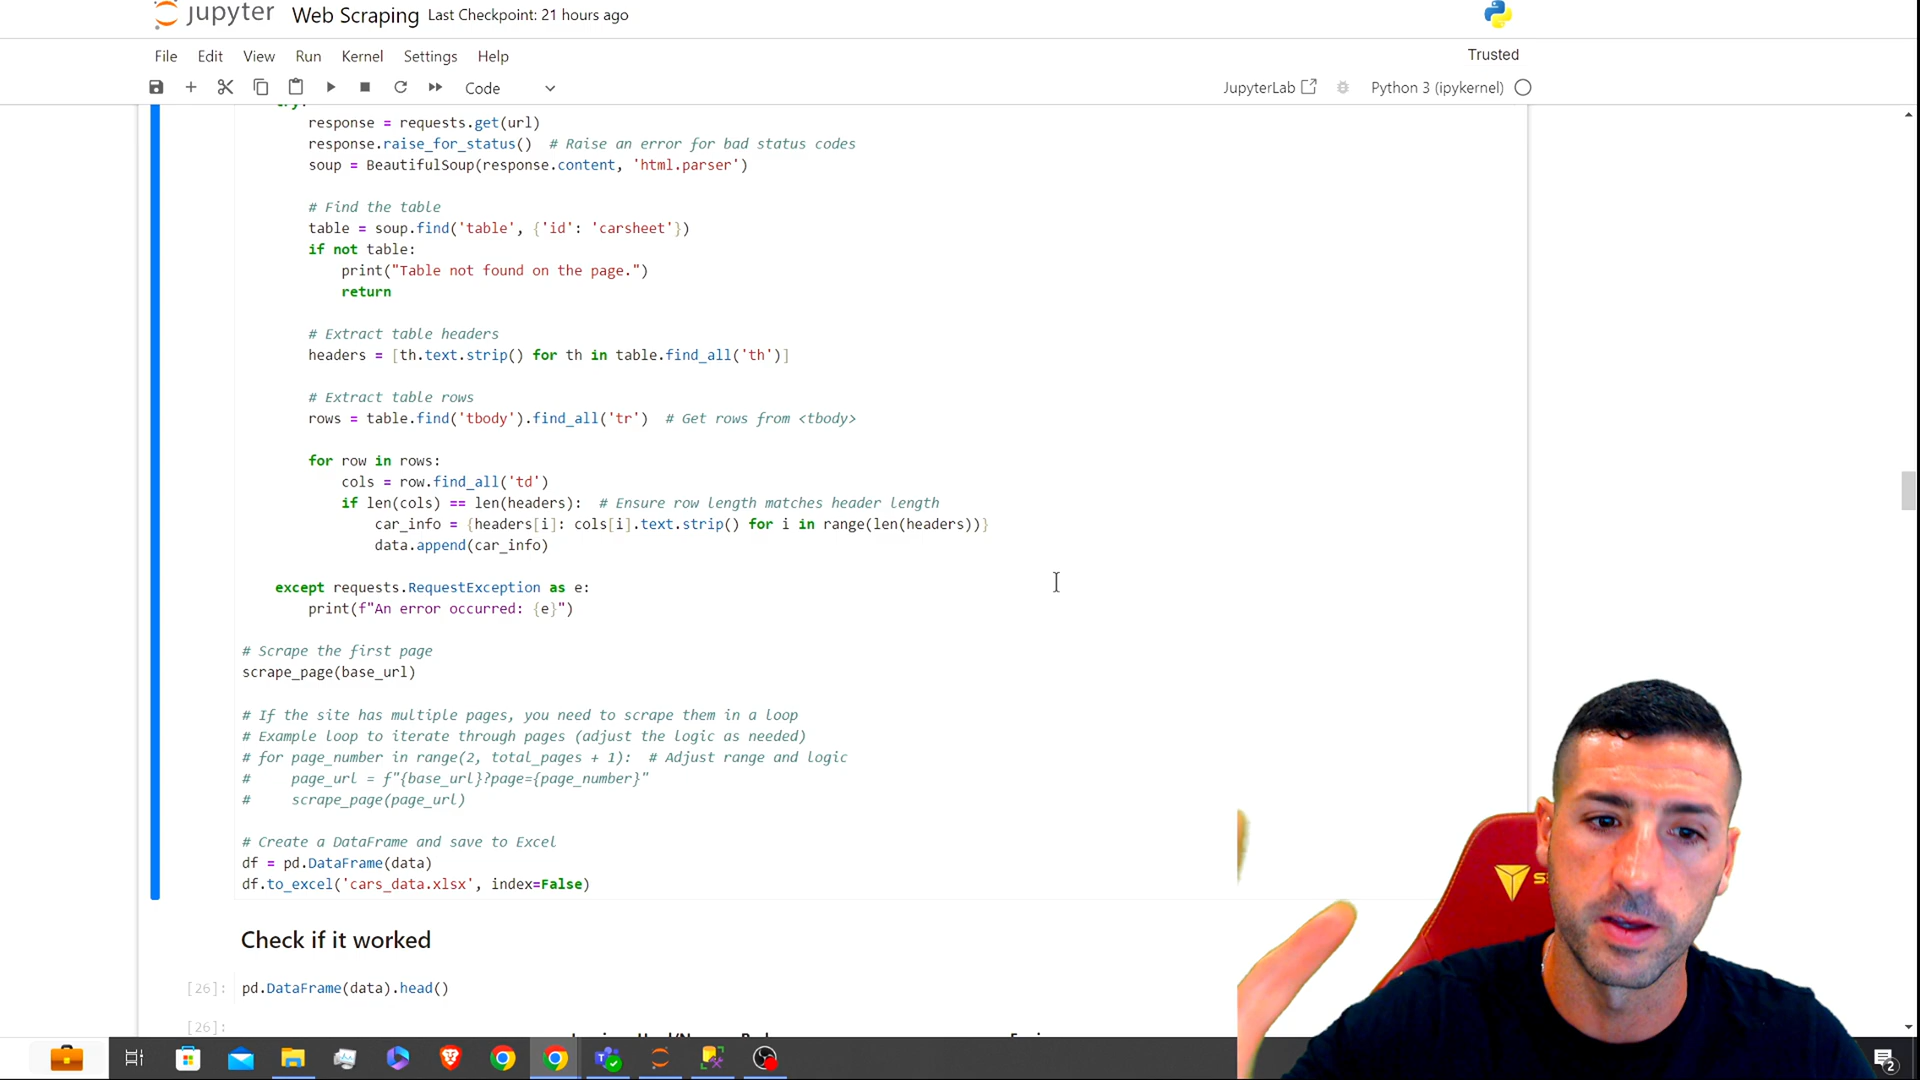 jupyter Web Scraping Last Checkpoint: 21 hours ago
File Edit View Run Kernel Settings Help
Trusted
Code
JupyterLab
Python 3 (ipykernel)
try:
response = requests.get(url)
response.raise_for_status()  # Raise an error for bad status codes
soup = BeautifulSoup(response.content, 'html.parser')
# Find the table
table = soup.find('table', {'id': 'carsheet'})
if not table:
print("Table not found on the page.")
return
# Extract table headers
headers = [th.text.strip() for th in table.find_all('th')]
# Extract table rows
rows = table.find('tbody').find_all('tr')  # Get rows from <tbody>
for row in rows:
cols = row.find_all('td')
if len(cols) == len(headers):  # Ensure row length matches header length
car_info = {headers[i]: cols[i].text.strip() for i in range(len(headers))}
data.append(car_info)
except requests.RequestException as e:
print(f"An error occurred: {e}")
# Scrape the first page
scrape_page(base_url)
# If the site has multiple pages, you need to scrape them in a loop
# Example loop to iterate through pages (adjust the logic as needed)
# for page_number in range(2, total_pages + 1):  # Adjust range and logic
#     page_url = f"{base_url}?page={page_number}"
#     scrape_page(page_url)
# Create a DataFrame and save to Excel
df = pd.DataFrame(data)
df.to_excel('cars_data.xlsx', index=False)
Check if it worked
[26]: pd.DataFrame(data).head()
[26]:
2